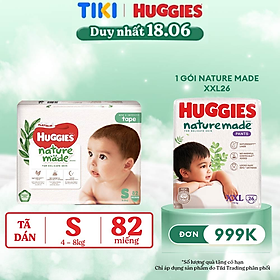 TIKI HUGGIES
Duy nhất 18.06
1 GÓI NATURE MADE
XXL26
tape
HUGGIES
nature
made
S
HUGGIES
nature made
PANTS
XXL
26
TÃ
DÁN
S
4 - 8kg
82
miếng
ĐƠN 999K
*Số lượng quà tặng có hạn
Chỉ áp dụng sản phẩm do Tiki Trading phân phối